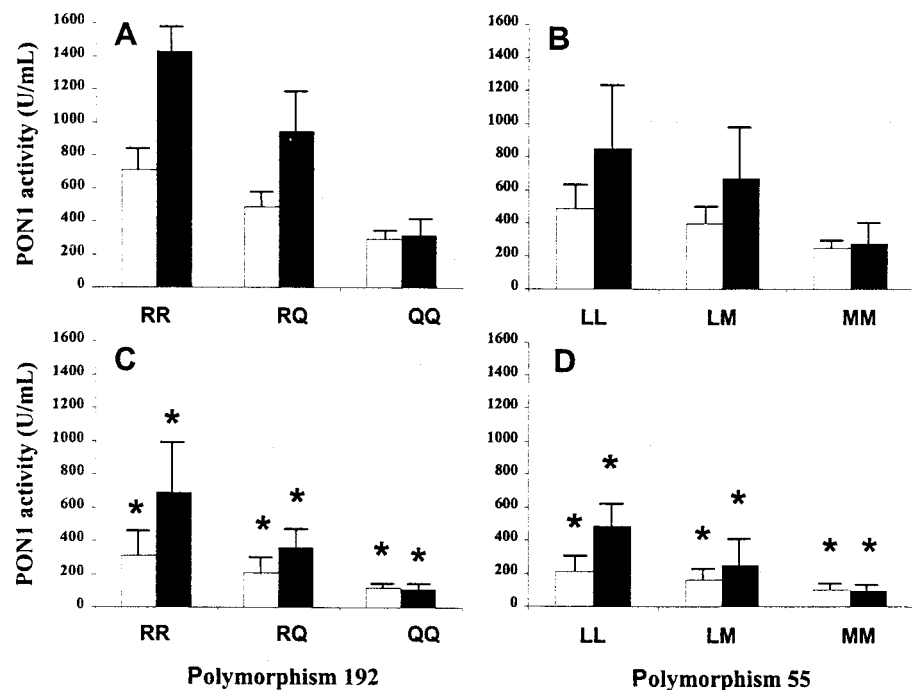 A
PON1 activity (U/mL)
1600
1400
1200
1000
800
600
400
200
0
RR RQ QQ
B
1600
1400
1200
1000
800
600
400
200
0
LL LM MM
C
PON1 activity (U/mL)
1600
1400
1200
1000
800
600
400
200
0
* * * * * *
RR RQ QQ
Polymorphism 192
D
1600
1400
1200
1000
800
600
400
200
0
* * * * * *
LL LM MM
Polymorphism 55